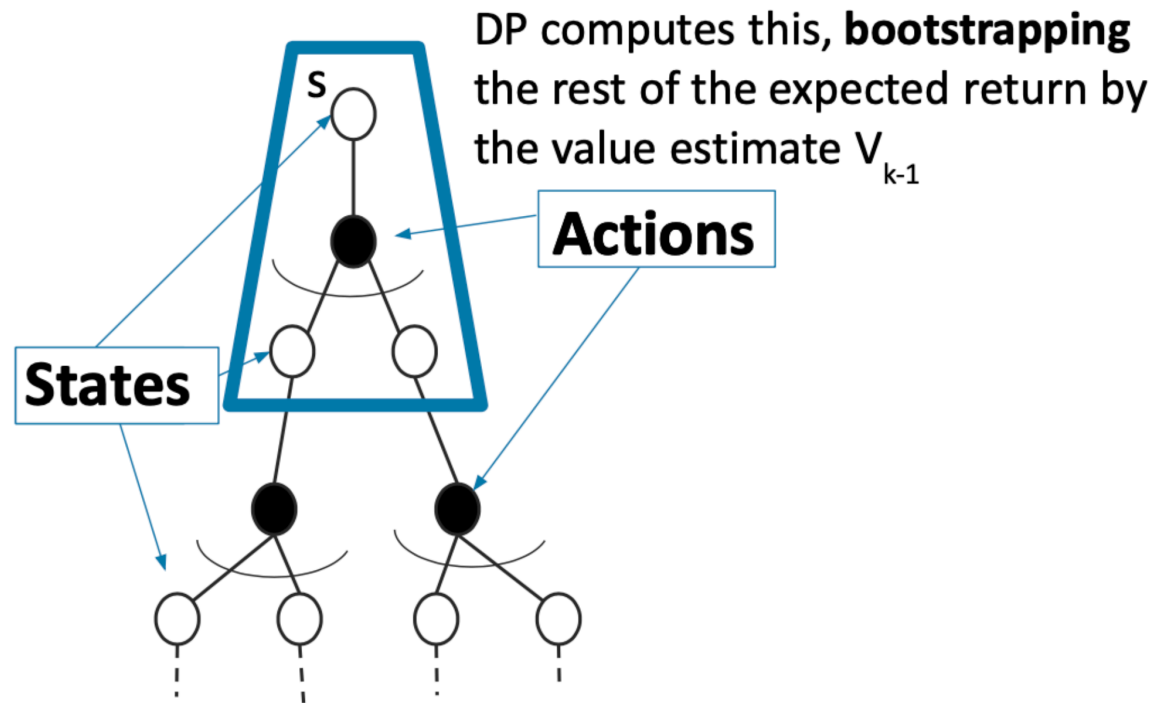 DP computes this, bootstrapping
the rest of the expected return by
the value estimate V k-1
s
Actions
States